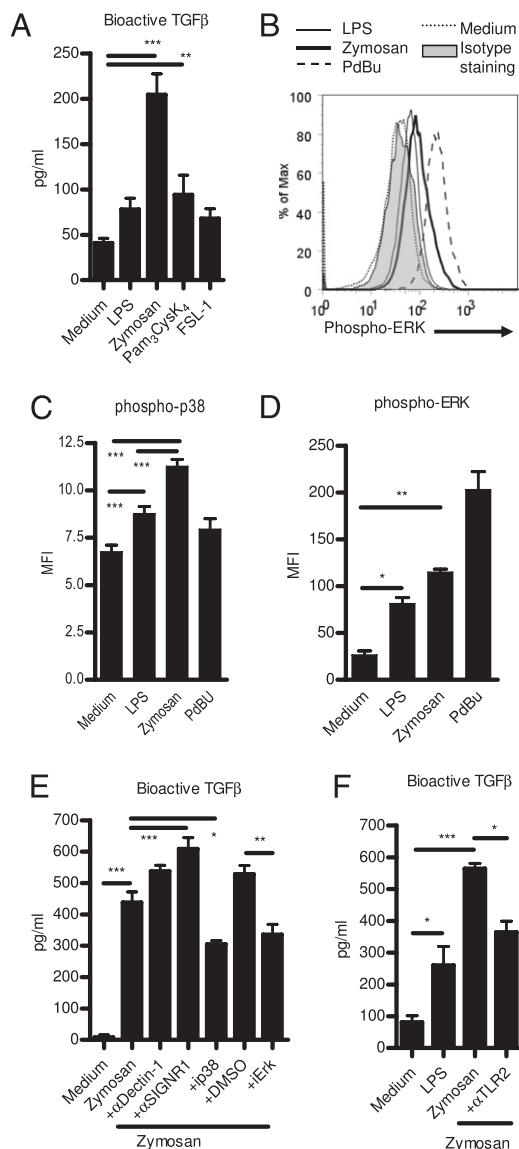 A
Bioactive TGFβ
pg/ml
250
200
150
100
50
0
***
**
Medium
LPS
Zymosan
Pam3CysK4
FSL-1
B
LPS
Zymosan
PdBu
Medium
Isotype
staining
% of Max
100
80
60
40
20
0
10^0
10^1
10^2
10^3
Phospho-ERK
C
phospho-p38
MFI
12.5
10.0
7.5
5.0
2.5
0.0
***
***
***
Medium
LPS
Zymosan
PdBU
D
phospho-ERK
MFI
250
200
150
100
50
0
**
*
Medium
LPS
Zymosan
PdBu
E
Bioactive TGFβ
pg/ml
700
600
500
400
300
200
100
0
***
***
*
**
Medium
Zymosan
+αDectin-1
+αSIGNR1
+ip38
+DMSO
+iErk
Zymosan
F
Bioactive TGFβ
pg/ml
700
600
500
400
300
200
100
0
***
*
*
Medium
LPS
Zymosan
+αTLR2
Zymosan